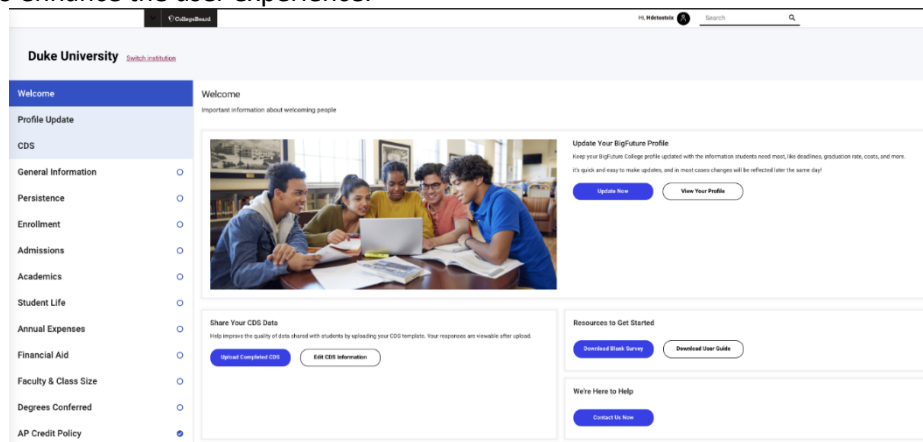 to enhance the user experience.
CollegeBoard
Hi,
Search
Duke University Switch institution
Welcome
Profile Update
CDS
General Information
Persistence
Enrollment
Admissions
Academics
Student Life
Annual Expenses
Financial Aid
Faculty & Class Size
Degrees Conferred
AP Credit Policy
Welcome
Important information about welcoming people
Update Your BigFuture Profile
Keep your BigFuture College profile updated with the information students need most, like deadlines, graduation rate, costs, and more.
It's quick and easy to make updates, and in most cases changes will be reflected later the same day!
Update Now View Your Profile
Share Your CDS Data
Help improve the quality of data shared with students by uploading your CDS template. Your responses are viewable after upload.
Upload Completed CDS Edit CDS Information
Resources to Get Started
Download Blank Survey Download User Guide
We're Here to Help
Contact Us Now